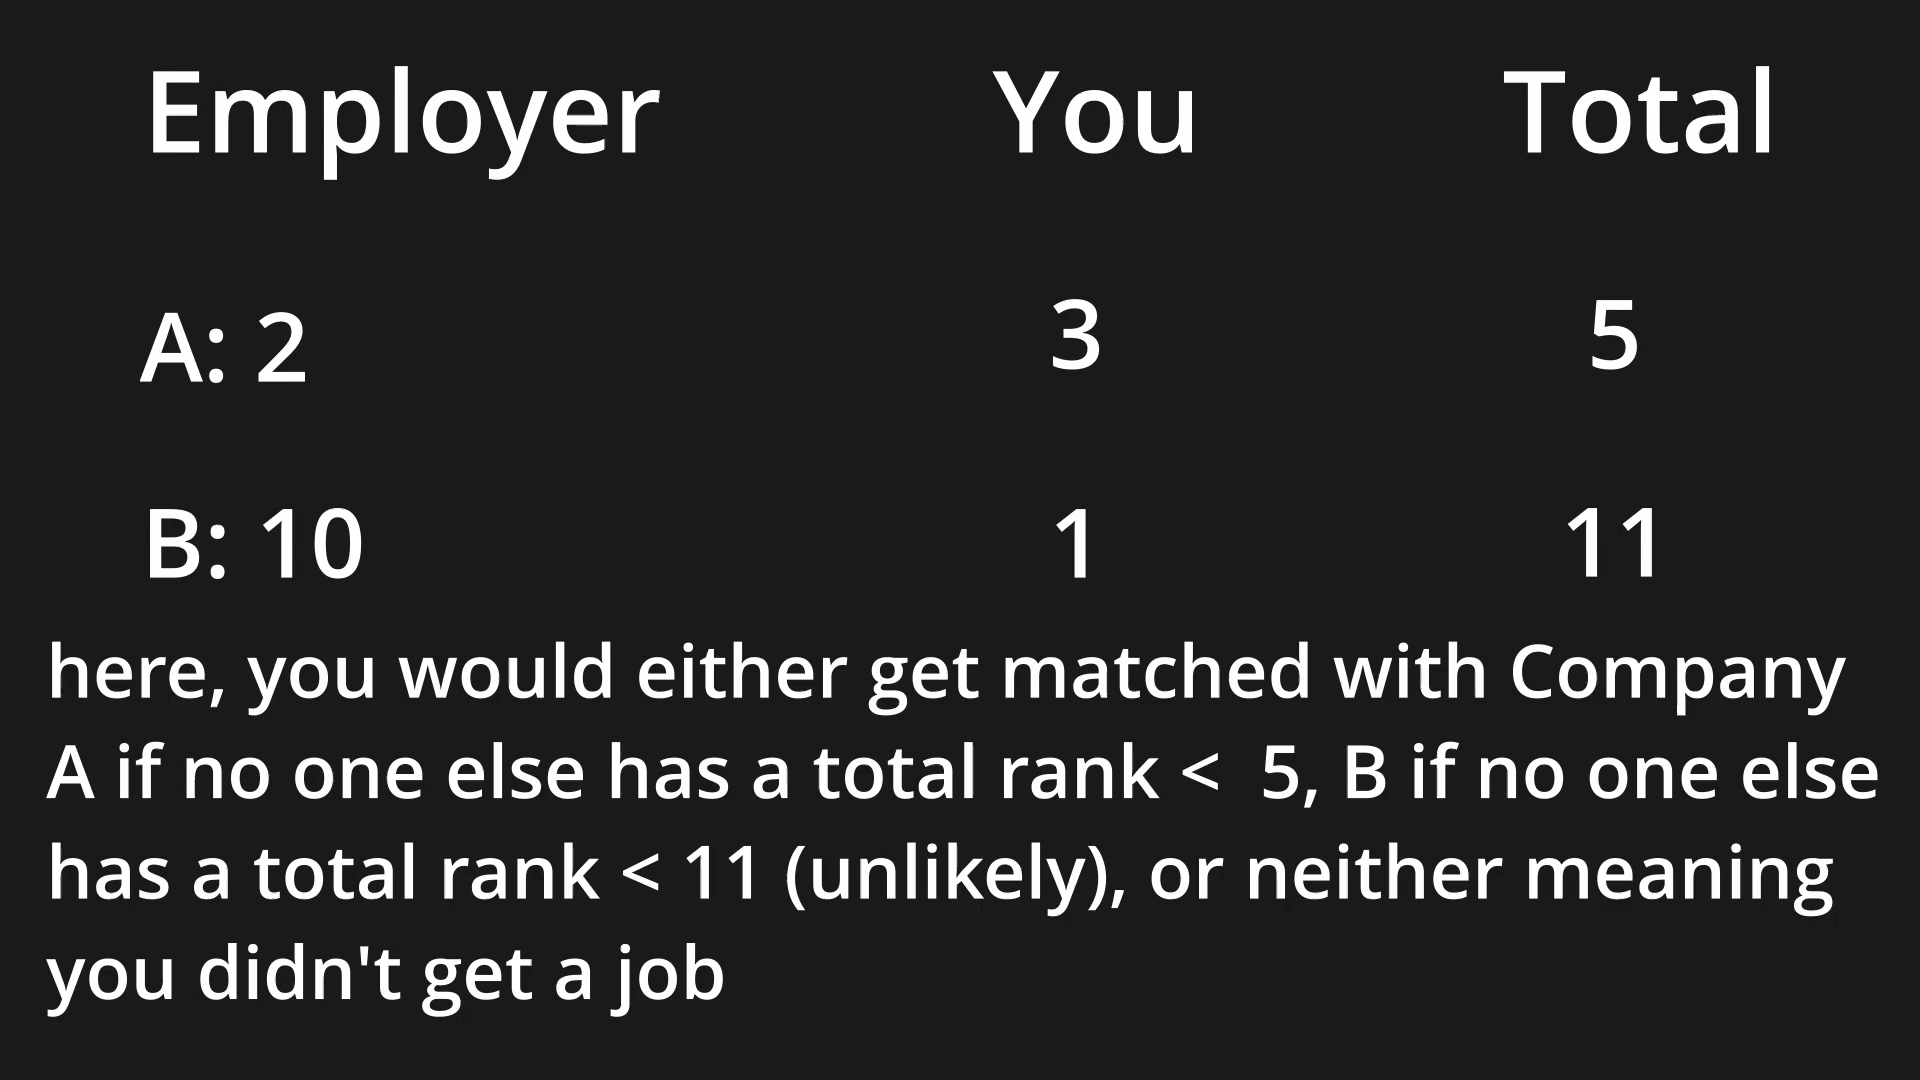 Employer You Total
A: 2 3 5
B: 10 1 11
here, you would either get matched with Company
A if no one else has a total rank <  5, B if no one else
has a total rank < 11 (unlikely), or neither meaning
you didn't get a job